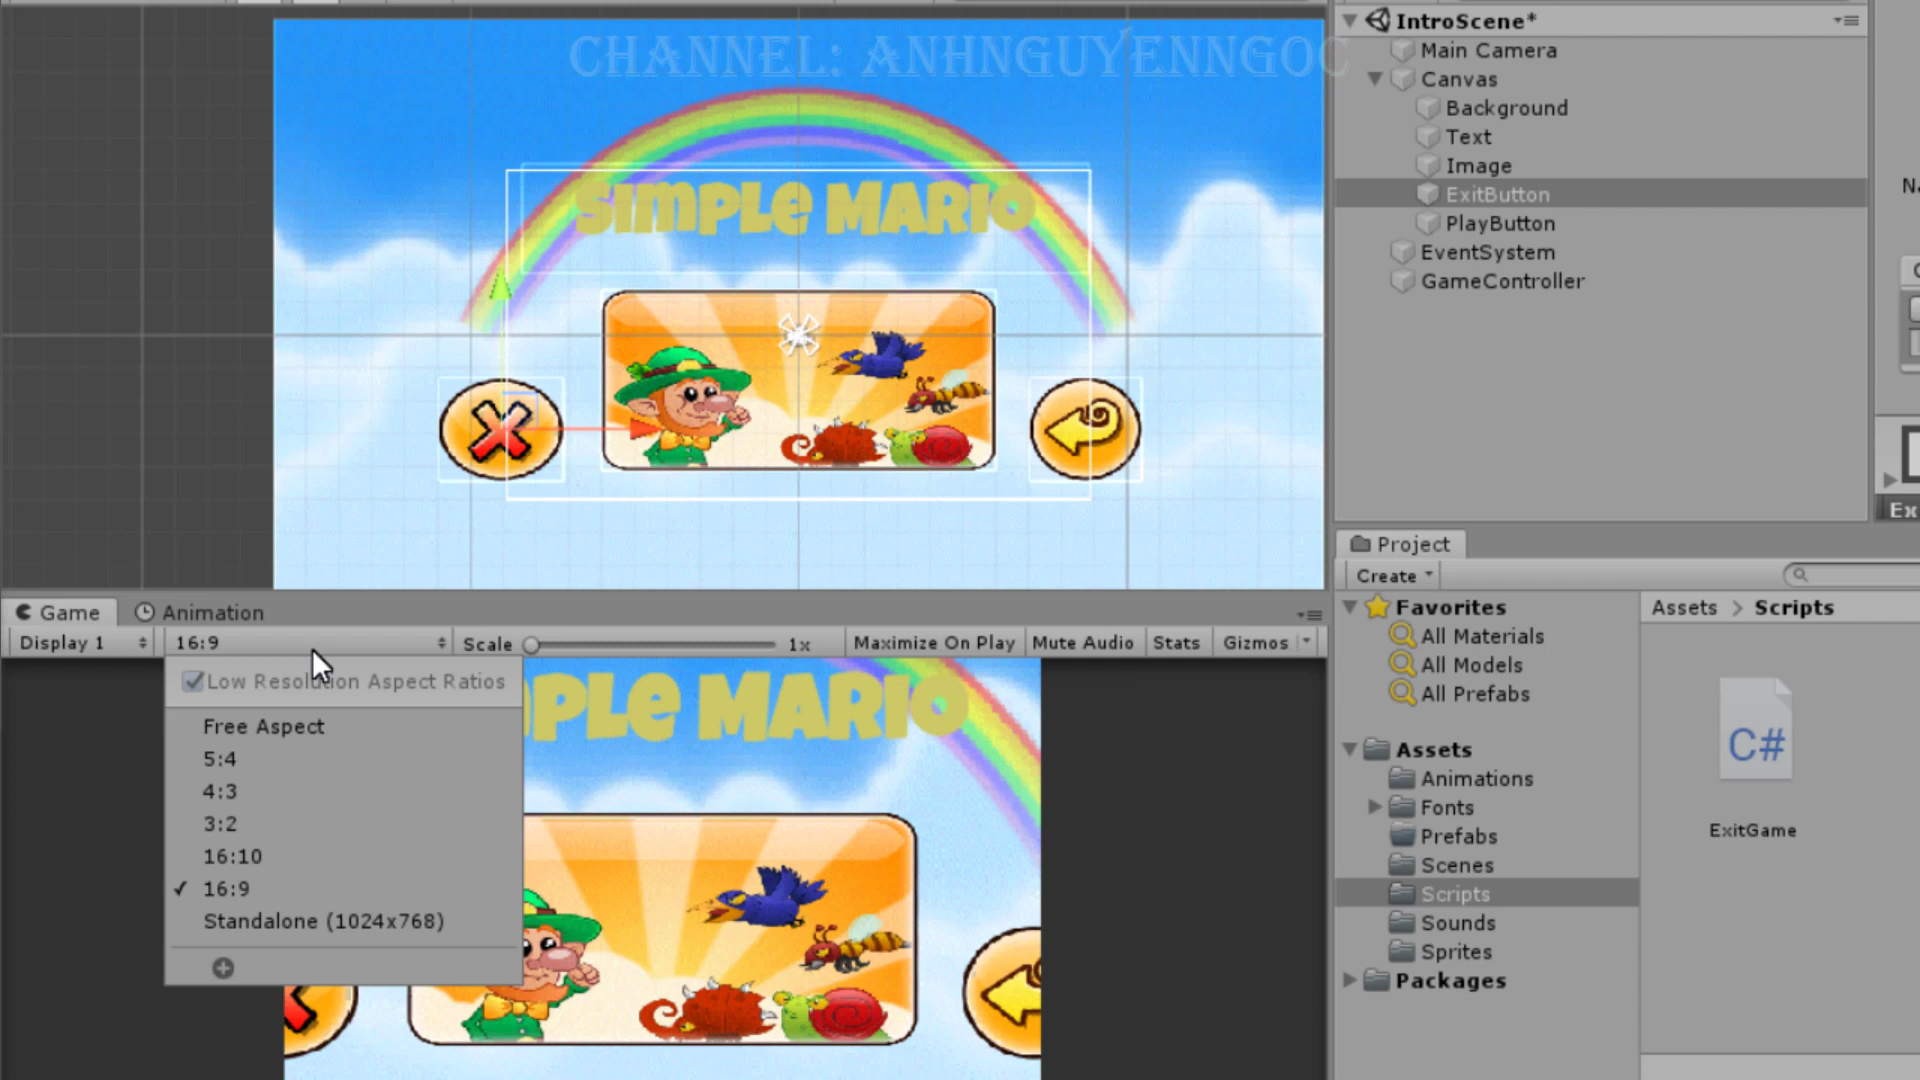 CHANNEL: ANHNGUYENNGOC
SIMPLE MARIO
IntroScene*
Main Camera
Canvas
Background
Text
Image
ExitButton
PlayButton
EventSystem
GameController
Game
Animation
Display 1
16:9
Scale
1x
Maximize On Play
Mute Audio
Stats
Gizmos
Low Resolution Aspect Ratios
Free Aspect
5:4
4:3
3:2
16:10
16:9
Standalone (1024x768)
MPLE MARIO
Project
Create
Favorites
All Materials
All Models
All Prefabs
Assets
Animations
Fonts
Prefabs
Scenes
Scripts
Sounds
Sprites
Packages
Assets > Scripts
C#
ExitGame
Ex